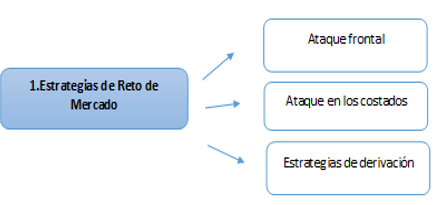 1.Estrategias de Reto de
Mercado
Ataque frontal
Ataque en los costados
Estrategias de derivación